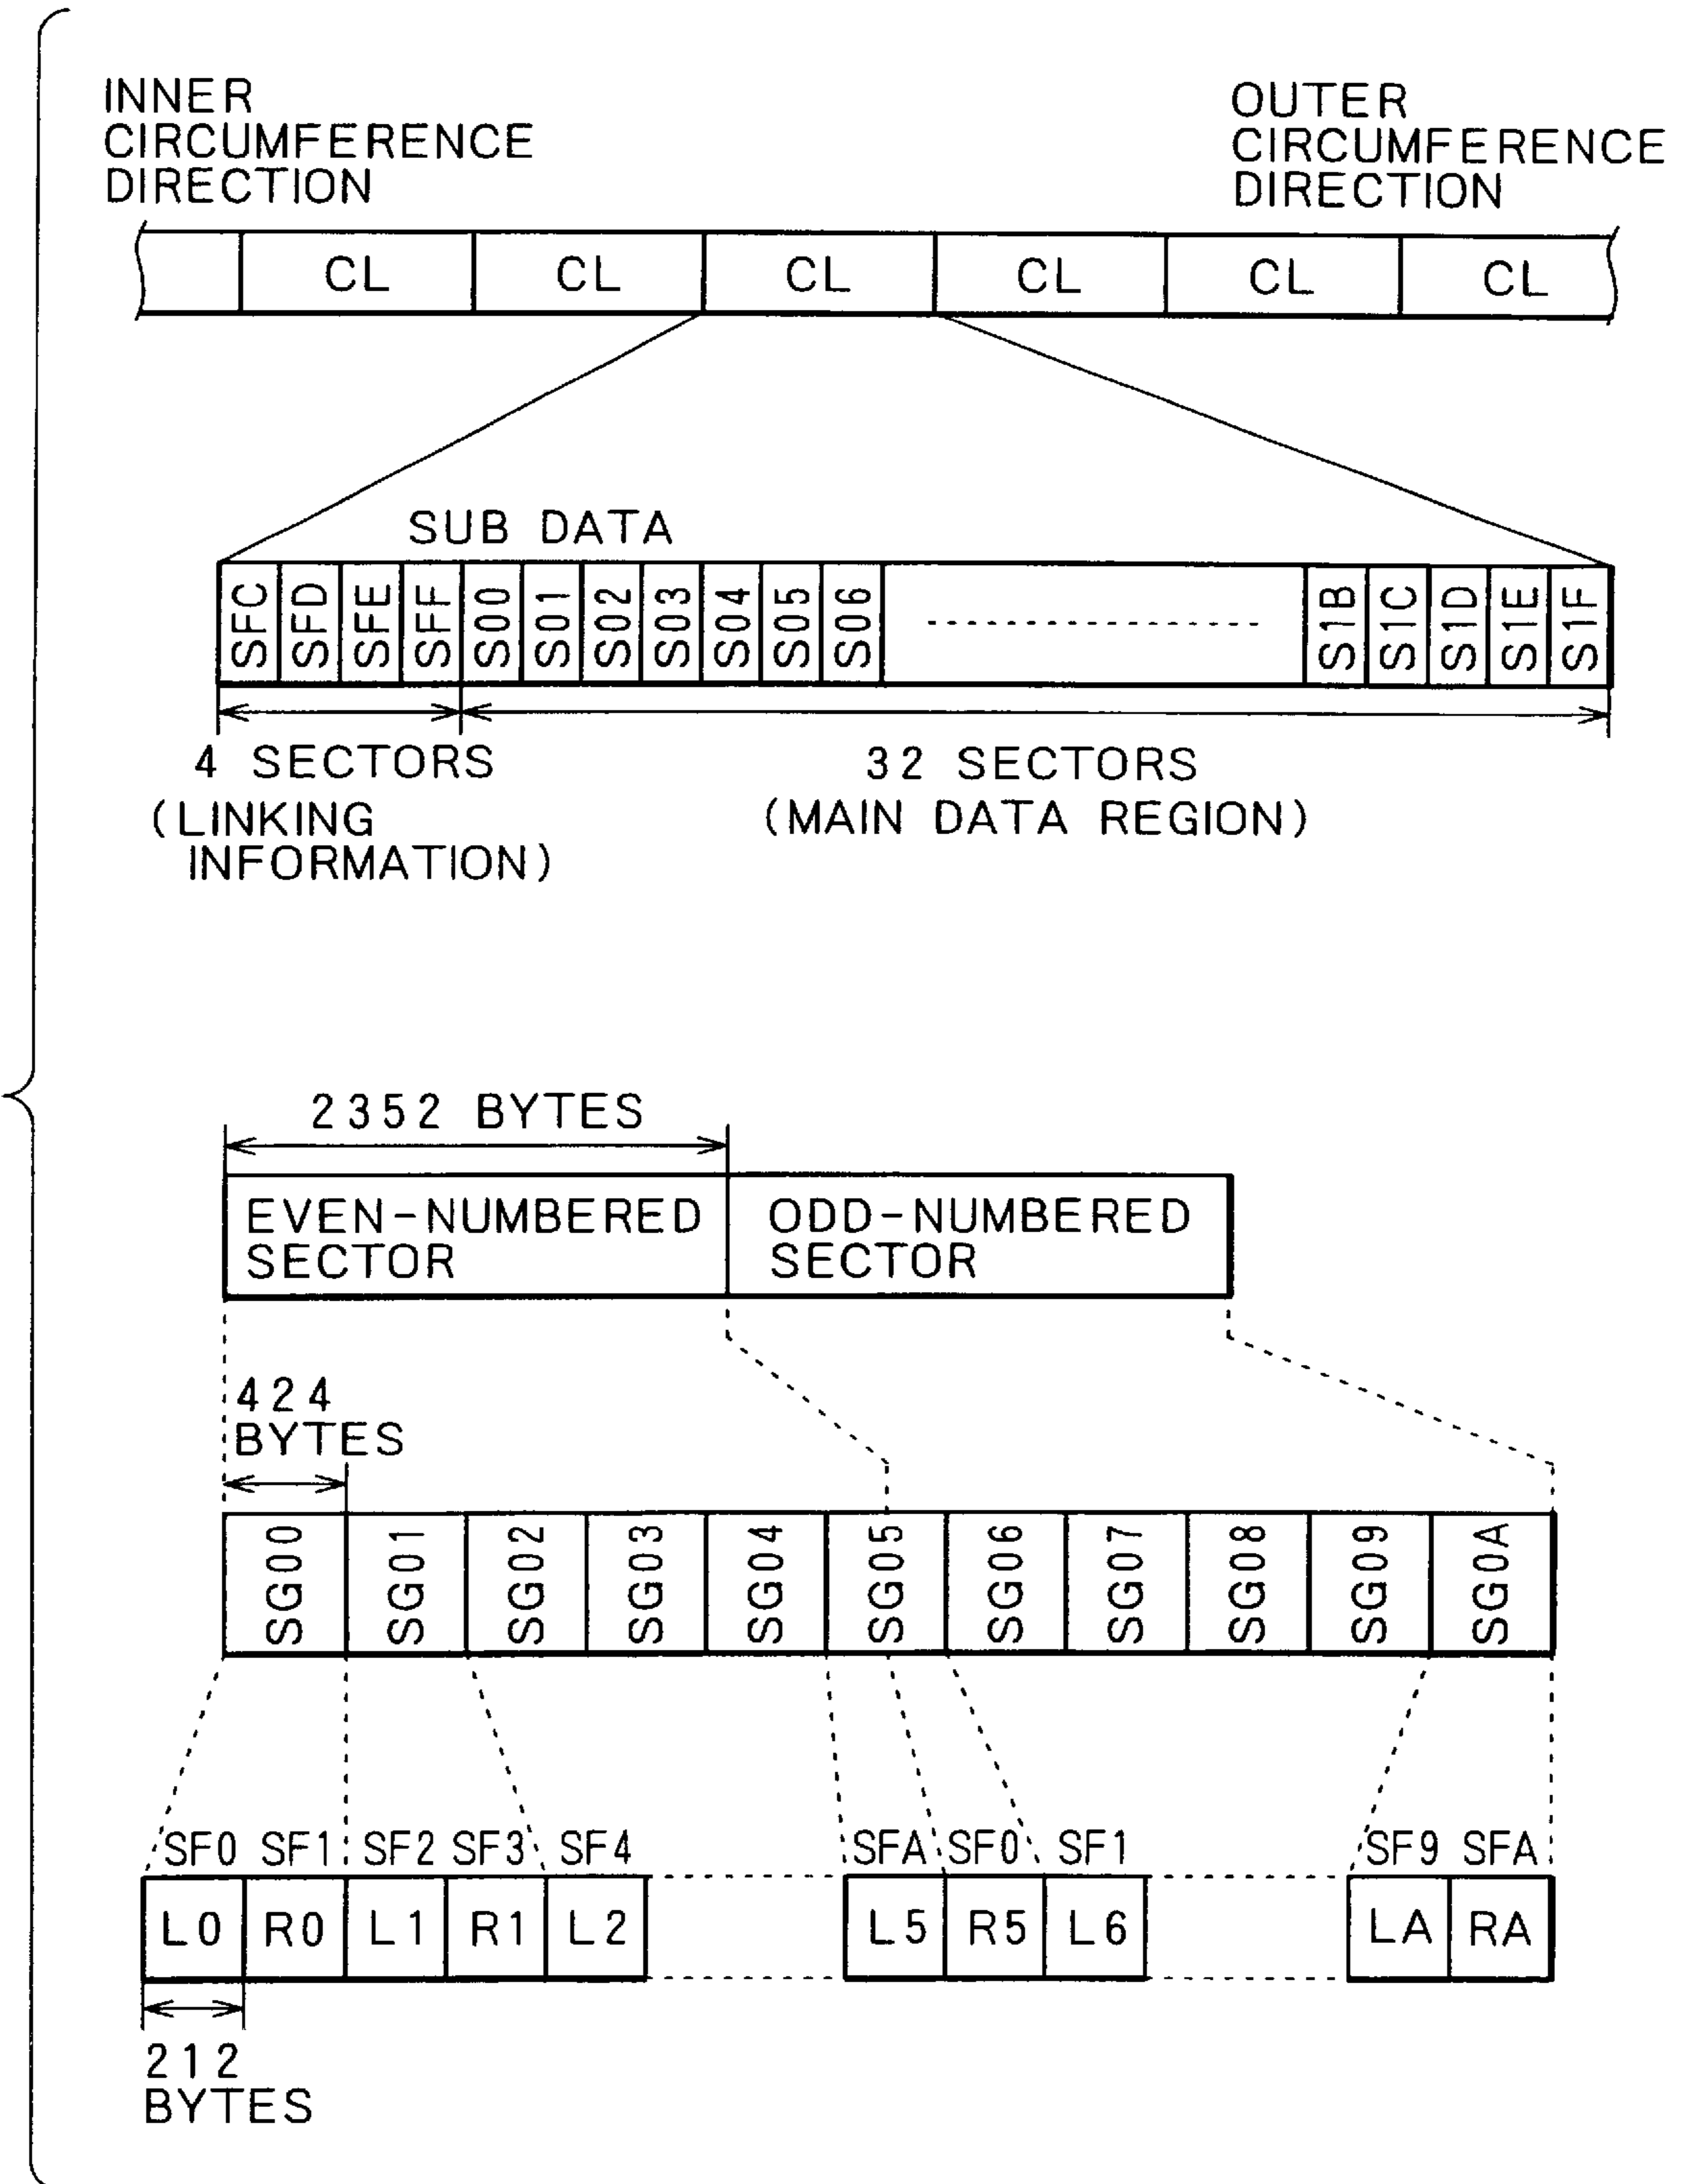 INNER
CIRCUMFERENCE
DIRECTION
OUTER
CIRCUMFERENCE
DIRECTION
CL CL CL CL CL CL
SUB DATA
SFC SFD SFE SFF S00 S01 S02 S03 S04 S05 S06 S1B S1C S1D S1E S1F
4 SECTORS
(LINKING
INFORMATION)
32 SECTORS
(MAIN DATA REGION)
2352 BYTES
EVEN-NUMBERED
SECTOR
ODD-NUMBERED
SECTOR
424
BYTES
SG00 SG01 SG02 SG03 SG04 SG05 SG06 SG07 SG08 SG09 SG0A
SF0 SF1 SF2 SF3 SF4 SFA SF0 SF1 SF9 SFA
L0 R0 L1 R1 L2 L5 R5 L6 LA RA
212
BYTES